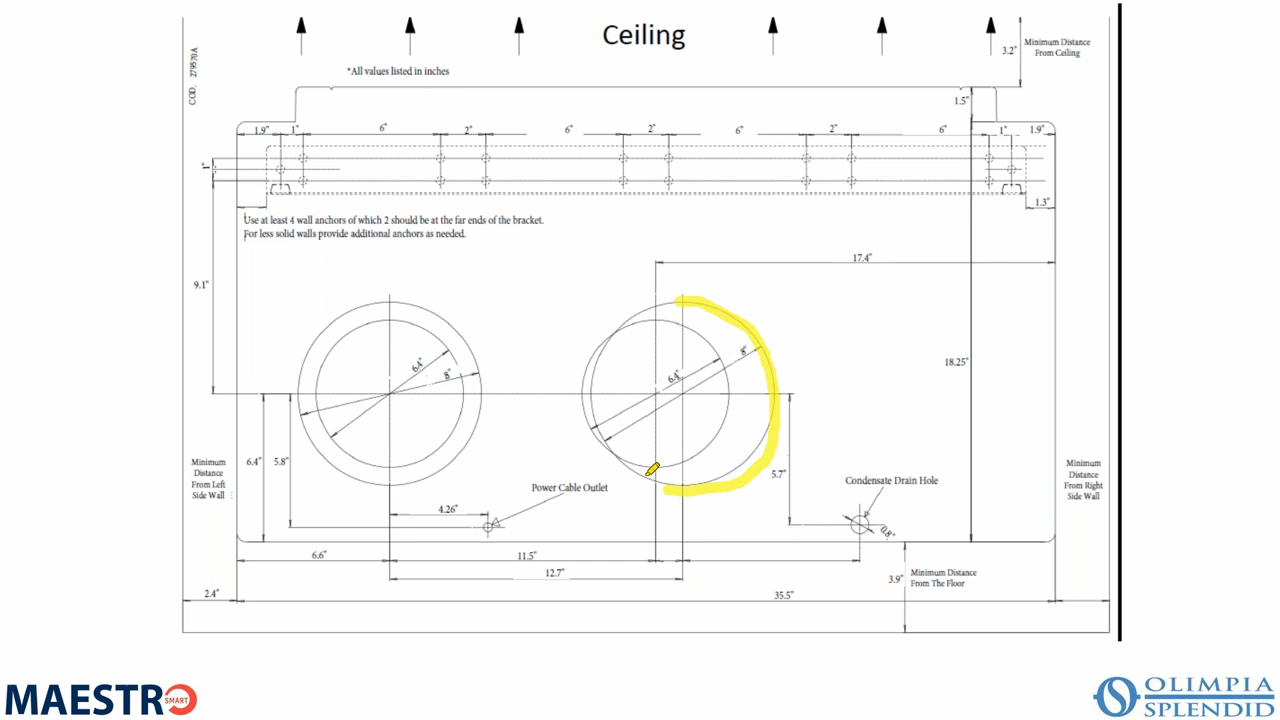 Ceiling
Minimum Distance
From Ceiling
3.2"
COD. 279570A
*All values listed in inches
1.5"
1.9"
1"
6"
2"
6"
2"
6"
2"
6"
1"
1.9"
1"
1.3"
Use at least 4 wall anchors of which 2 should be at the far ends of the bracket.
For less solid walls provide additional anchors as needed.
17.4"
9.1"
6.4"
8"
6.4"
8"
18.25"
Minimum
Distance
From Left
Side Wall
6.4"
5.8"
Power Cable Outlet
4.26"
5.7"
Condensate Drain Hole
0.8"
Minimum
Distance
From Right
Side Wall
6.6"
11.5"
12.7"
3.9"
Minimum Distance
From The Floor
2.4"
35.5"
MAESTRO
SMART
OLIMPIA
SPLENDID